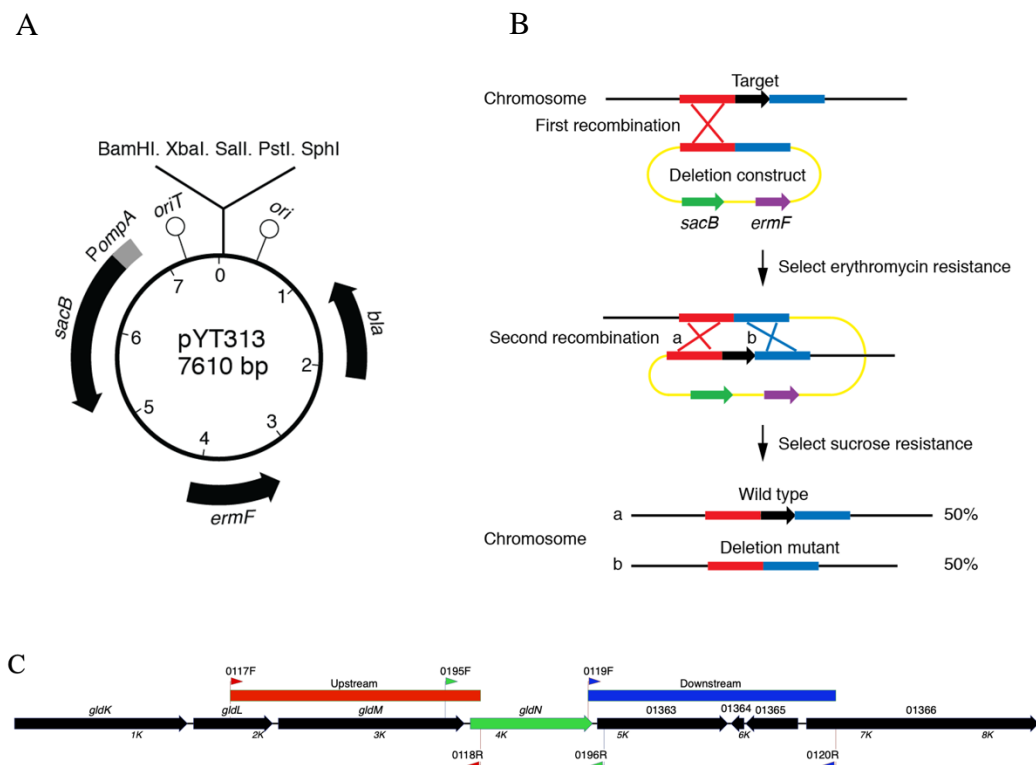 A
BamHI. XbaI. SalI. PstI. SphI
oriT
ori
PompA
sacB
bla
ermF
0
1
2
3
4
5
6
7
pYT313
7610 bp
B
Target
Chromosome
First recombination
Deletion construct
sacB
ermF
Select erythromycin resistance
Second recombination
a
b
Select sucrose resistance
Wild type
a
50%
Chromosome
Deletion mutant
b
50%
C
0117F
0195F
0119F
Upstream
Downstream
gldK
gldL
gldM
gldN
01363
01364
01365
01366
1K
2K
3K
4K
5K
6K
7K
8K
0118R
0196R
0120R